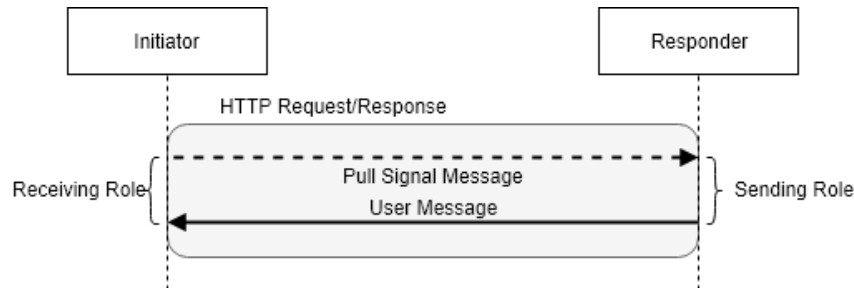 Initiator
Responder
HTTP Request/Response
Pull Signal Message
Receiving Role
Sending Role
User Message